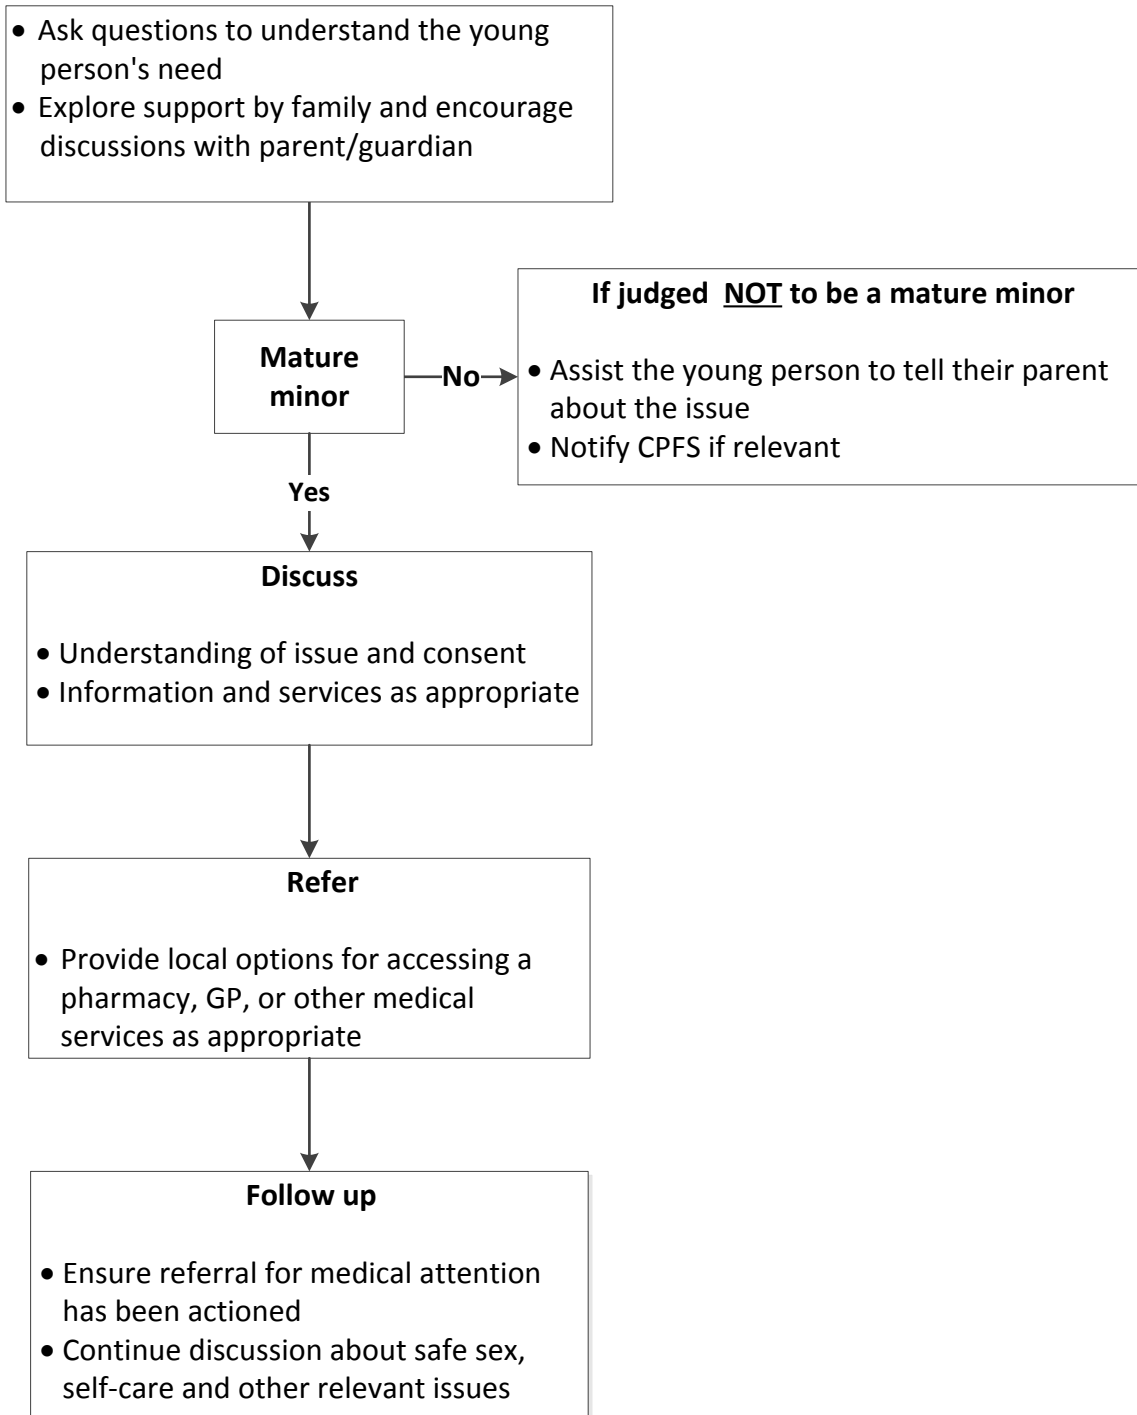 • Ask questions to understand the young
person's need
• Explore support by family and encourage
discussions with parent/guardian
Mature
minor
No
If judged NOT to be a mature minor
• Assist the young person to tell their parent
about the issue
• Notify CPFS if relevant
Yes
Discuss
• Understanding of issue and consent
• Information and services as appropriate
Refer
• Provide local options for accessing a
pharmacy, GP, or other medical
services as appropriate
Follow up
• Ensure referral for medical attention
has been actioned
• Continue discussion about safe sex,
self-care and other relevant issues